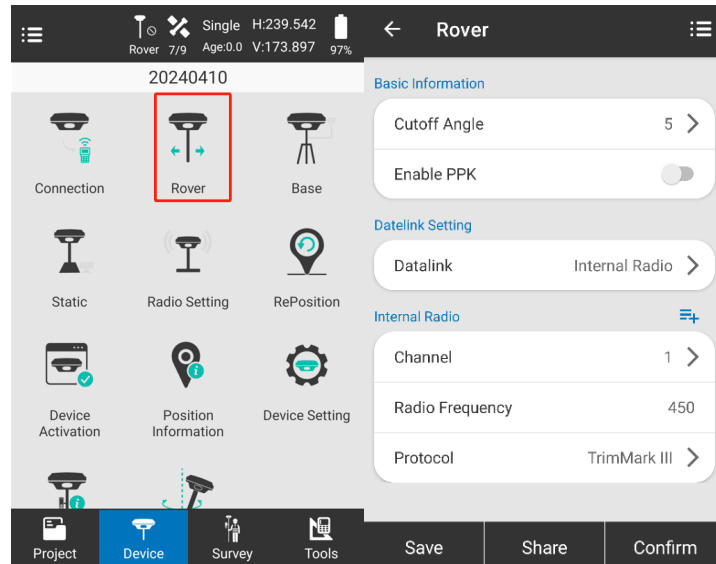 Single H:239.542
Rover 7/9 Age:0.0 V:173.897 97%
20240410
Connection
Rover
Base
Static
Radio Setting
RePosition
Device Activation
Position Information
Device Setting
Project
Device
Survey
Tools
Rover
Basic Information
Cutoff Angle 5
Enable PPK
Datelink Setting
Datalink Internal Radio
Internal Radio
Channel 1
Radio Frequency 450
Protocol TrimMark III
Save
Share
Confirm